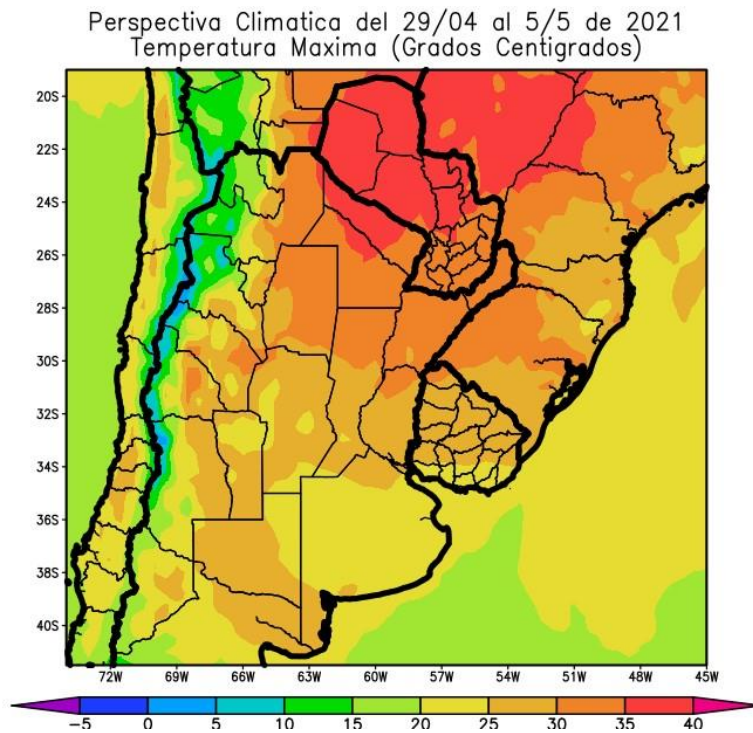 Perspectiva Climatica del 29/04 al 5/5 de 2021
Temperatura Maxima (Grados Centigrados)
20S
22S
24S
26S
28S
30S
32S
34S
36S
38S
40S
72W 69W 66W 63W 60W 57W 54W 51W 48W 45W
-5 0 5 10 15 20 25 30 35 40